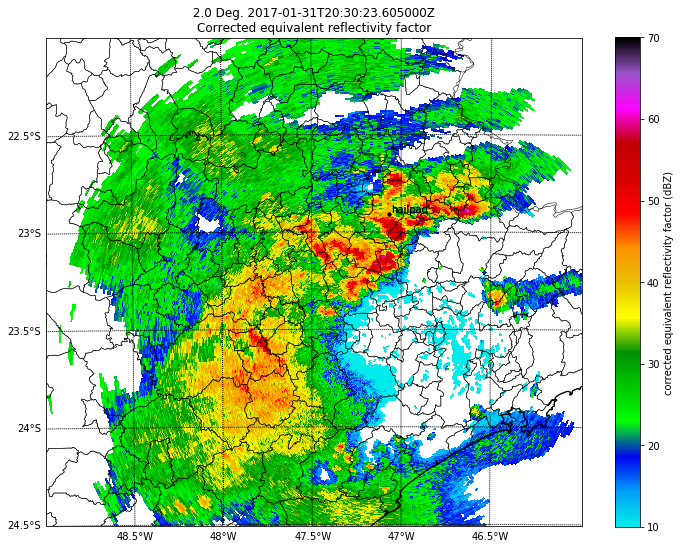 2.0 Deg. 2017-01-31T20:30:23.605000Z
Corrected equivalent reflectivity factor
22.5°S
23°S
23.5°S
24°S
24.5°S
48.5°W
48°W
47.5°W
47°W
46.5°W
hailpad
70
60
50
40
30
20
10
corrected equivalent reflectivity factor (dBZ)